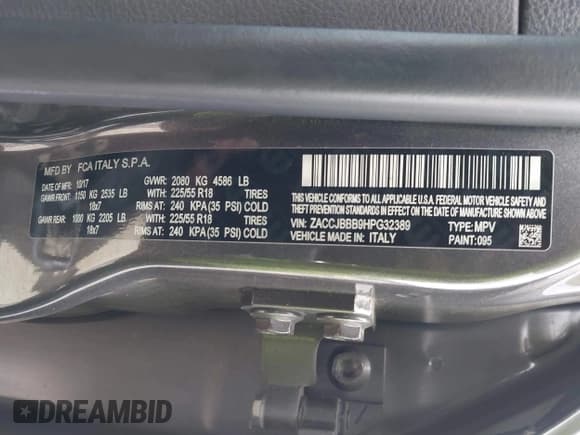 MFD BY FCA ITALY S.P.A.
DATE OF MFR: 10/17 GVWR: 2080 KG 4586 LB
GAWR FRONT: 1150 KG 2535 LB WITH: 225/55 R18 TIRES
18x7 RIMS AT: 240 KPA (35 PSI) COLD
GAWR REAR: 1000 KG 2205 LB WITH: 225/55 R18 TIRES
18x7 RIMS AT: 240 KPA (35 PSI) COLD
THIS VEHICLE CONFORMS TO ALL APPLICABLE U.S.A. FEDERAL MOTOR VEHICLE SAFETY,
BUMPER, AND THEFT PREVENTION STANDARDS IN EFFECT ON THE DATE OF MFR. SHOWN ABOVE
VIN: ZACCJBBB9HPG32389 TYPE: MPV
VEHICLE MADE IN: ITALY PAINT: 095
DREAMBID